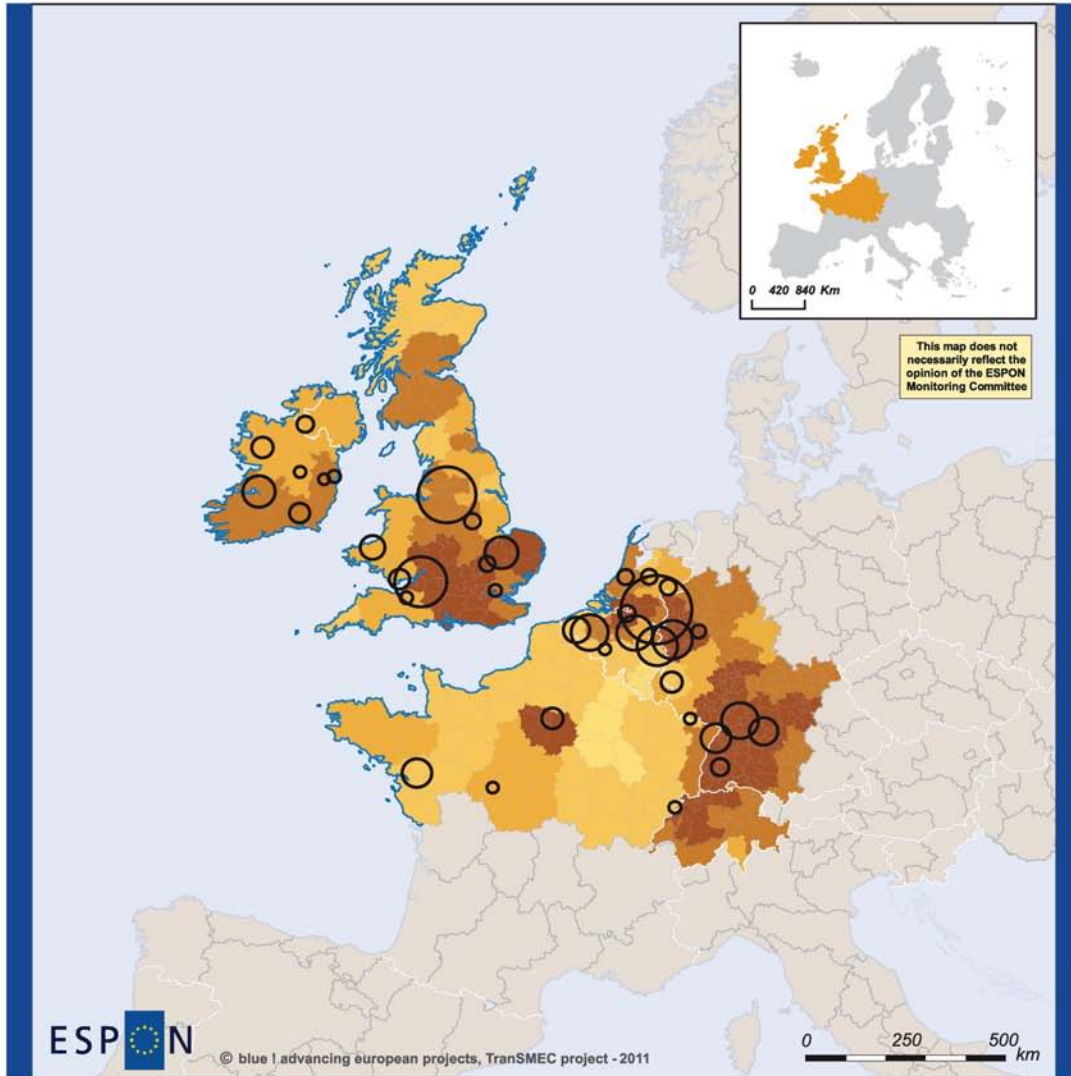 0 420 840 Km
This map does not
necessarily reflect the
opinion of the ESPON
Monitoring Committee
ESPON
© blue ! advancing european projects, TranSMEC project - 2011
0 250 500
km